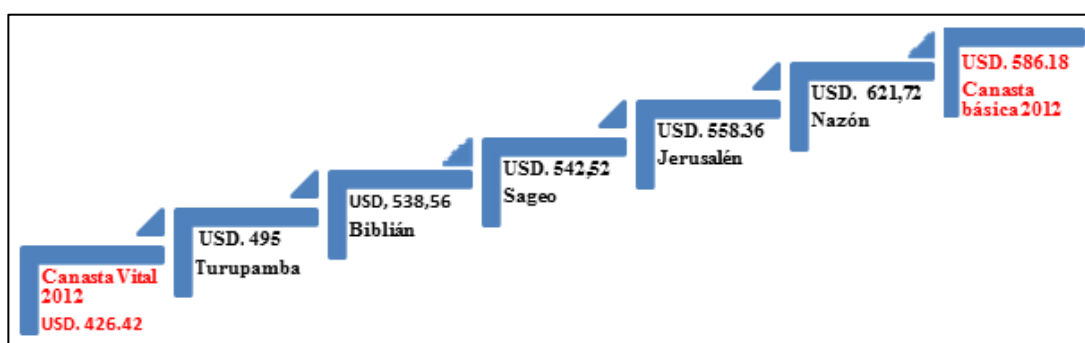 Canasta Vital
2012
USD. 426.42
USD. 495
Turupamba
USD, 538,56
Biblián
USD. 542,52
Sageo
USD. 558.36
Jerusalén
USD. 621,72
Nazón
USD. 586.18
Canasta
básica 2012